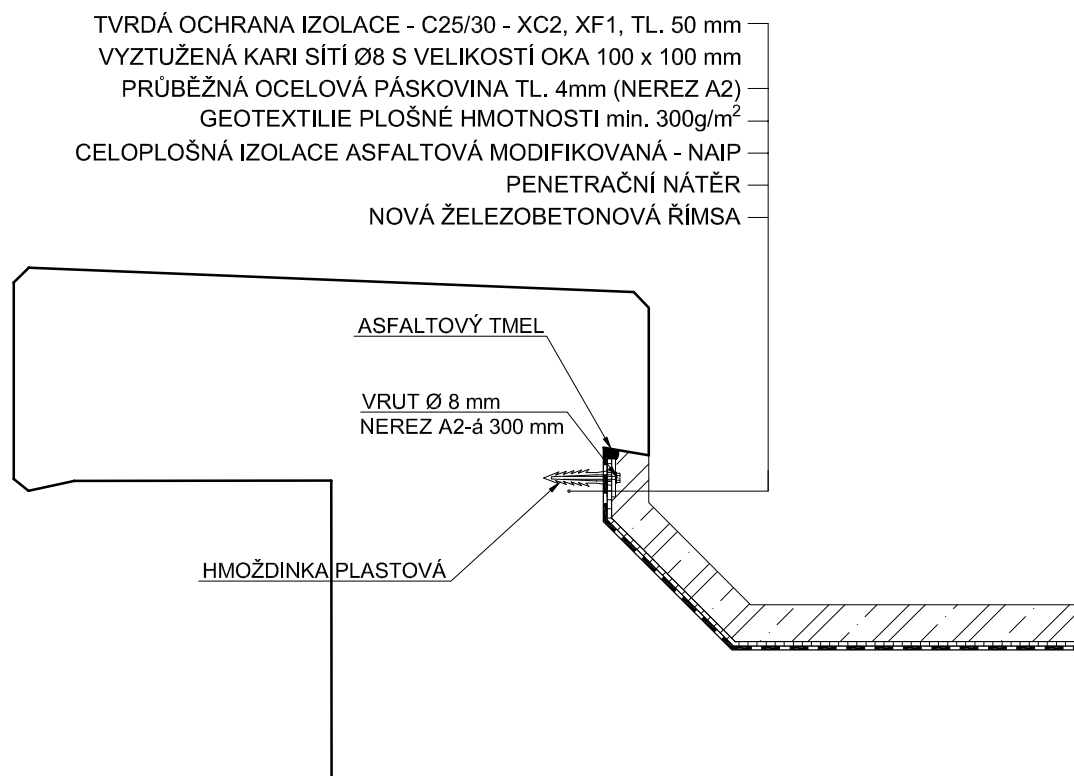 TVRDÁ OCHRANA IZOLACE - C25/30 - XC2, XF1, TL. 50 mm
VYZTUŽENÁ KARI SÍTÍ Ø8 S VELIKOSTÍ OKA 100 x 100 mm
PRŮBĚŽNÁ OCELOVÁ PÁSKOVINA TL. 4mm (NEREZ A2)
GEOTEXTILIE PLOŠNÉ HMOTNOSTI min. 300g/m²
CELOPLOŠNÁ IZOLACE ASFALTOVÁ MODIFIKOVANÁ - NAIP
PENETRAČNÍ NÁTĚR
NOVÁ ŽELEZOBETONOVÁ ŘÍMSA
ASFALTOVÝ TMEL
VRUT Ø 8 mm
NEREZ A2-á 300 mm
HMOŽDINKA PLASTOVÁ